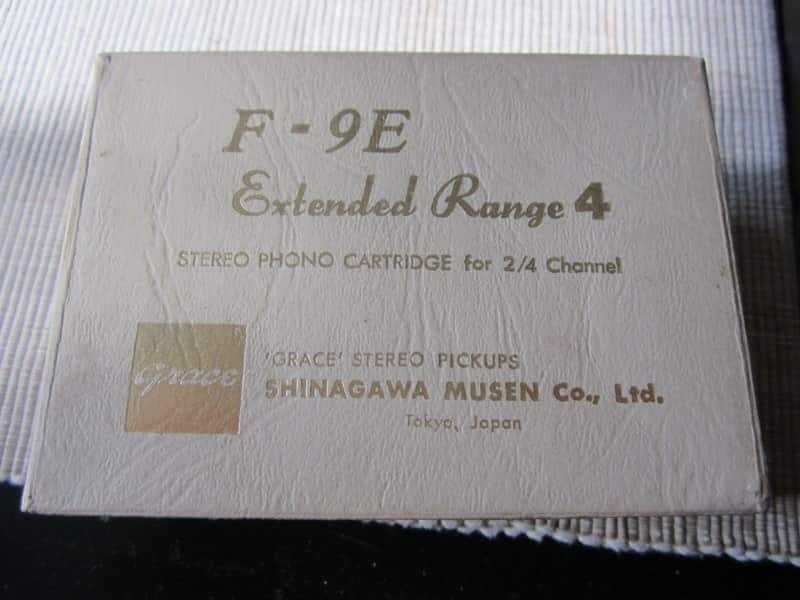 F-9E
Extended Range 4
STEREO PHONO CARTRIDGE for 2/4 Channel
Grace
'GRACE' STEREO PICKUPS
SHINAGAWA MUSEN Co., Ltd.
Tokyo, Japan